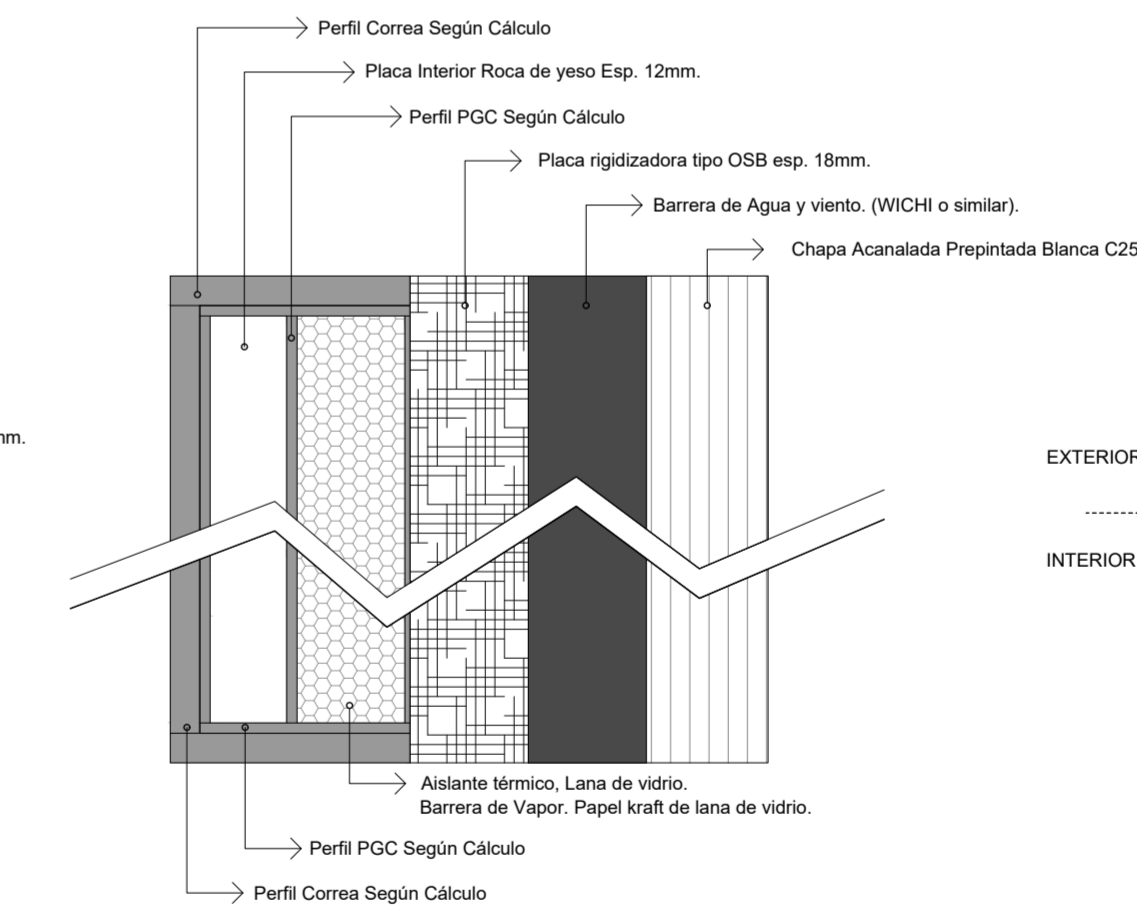 Perfil Correa Según Cálculo
Placa Interior Roca de yeso Esp. 12mm.
Perfil PGC Según Cálculo
Placa rigidizadora tipo OSB esp. 18mm.
Barrera de Agua y viento. (WICHI o similar).
Chapa Acanalada Prepintada Blanca C25
mm.
EXTERIOR
INTERIOR
Aislante térmico, Lana de vidrio.
Barrera de Vapor. Papel kraft de lana de vidrio.
Perfil PGC Según Cálculo
Perfil Correa Según Cálculo